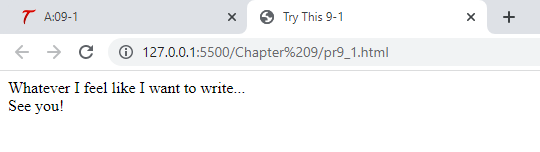 A:09-1
Try This 9-1
127.0.0.1:5500/Chapter%209/pr9_1.html
Whatever I feel like I want to write...
See you!